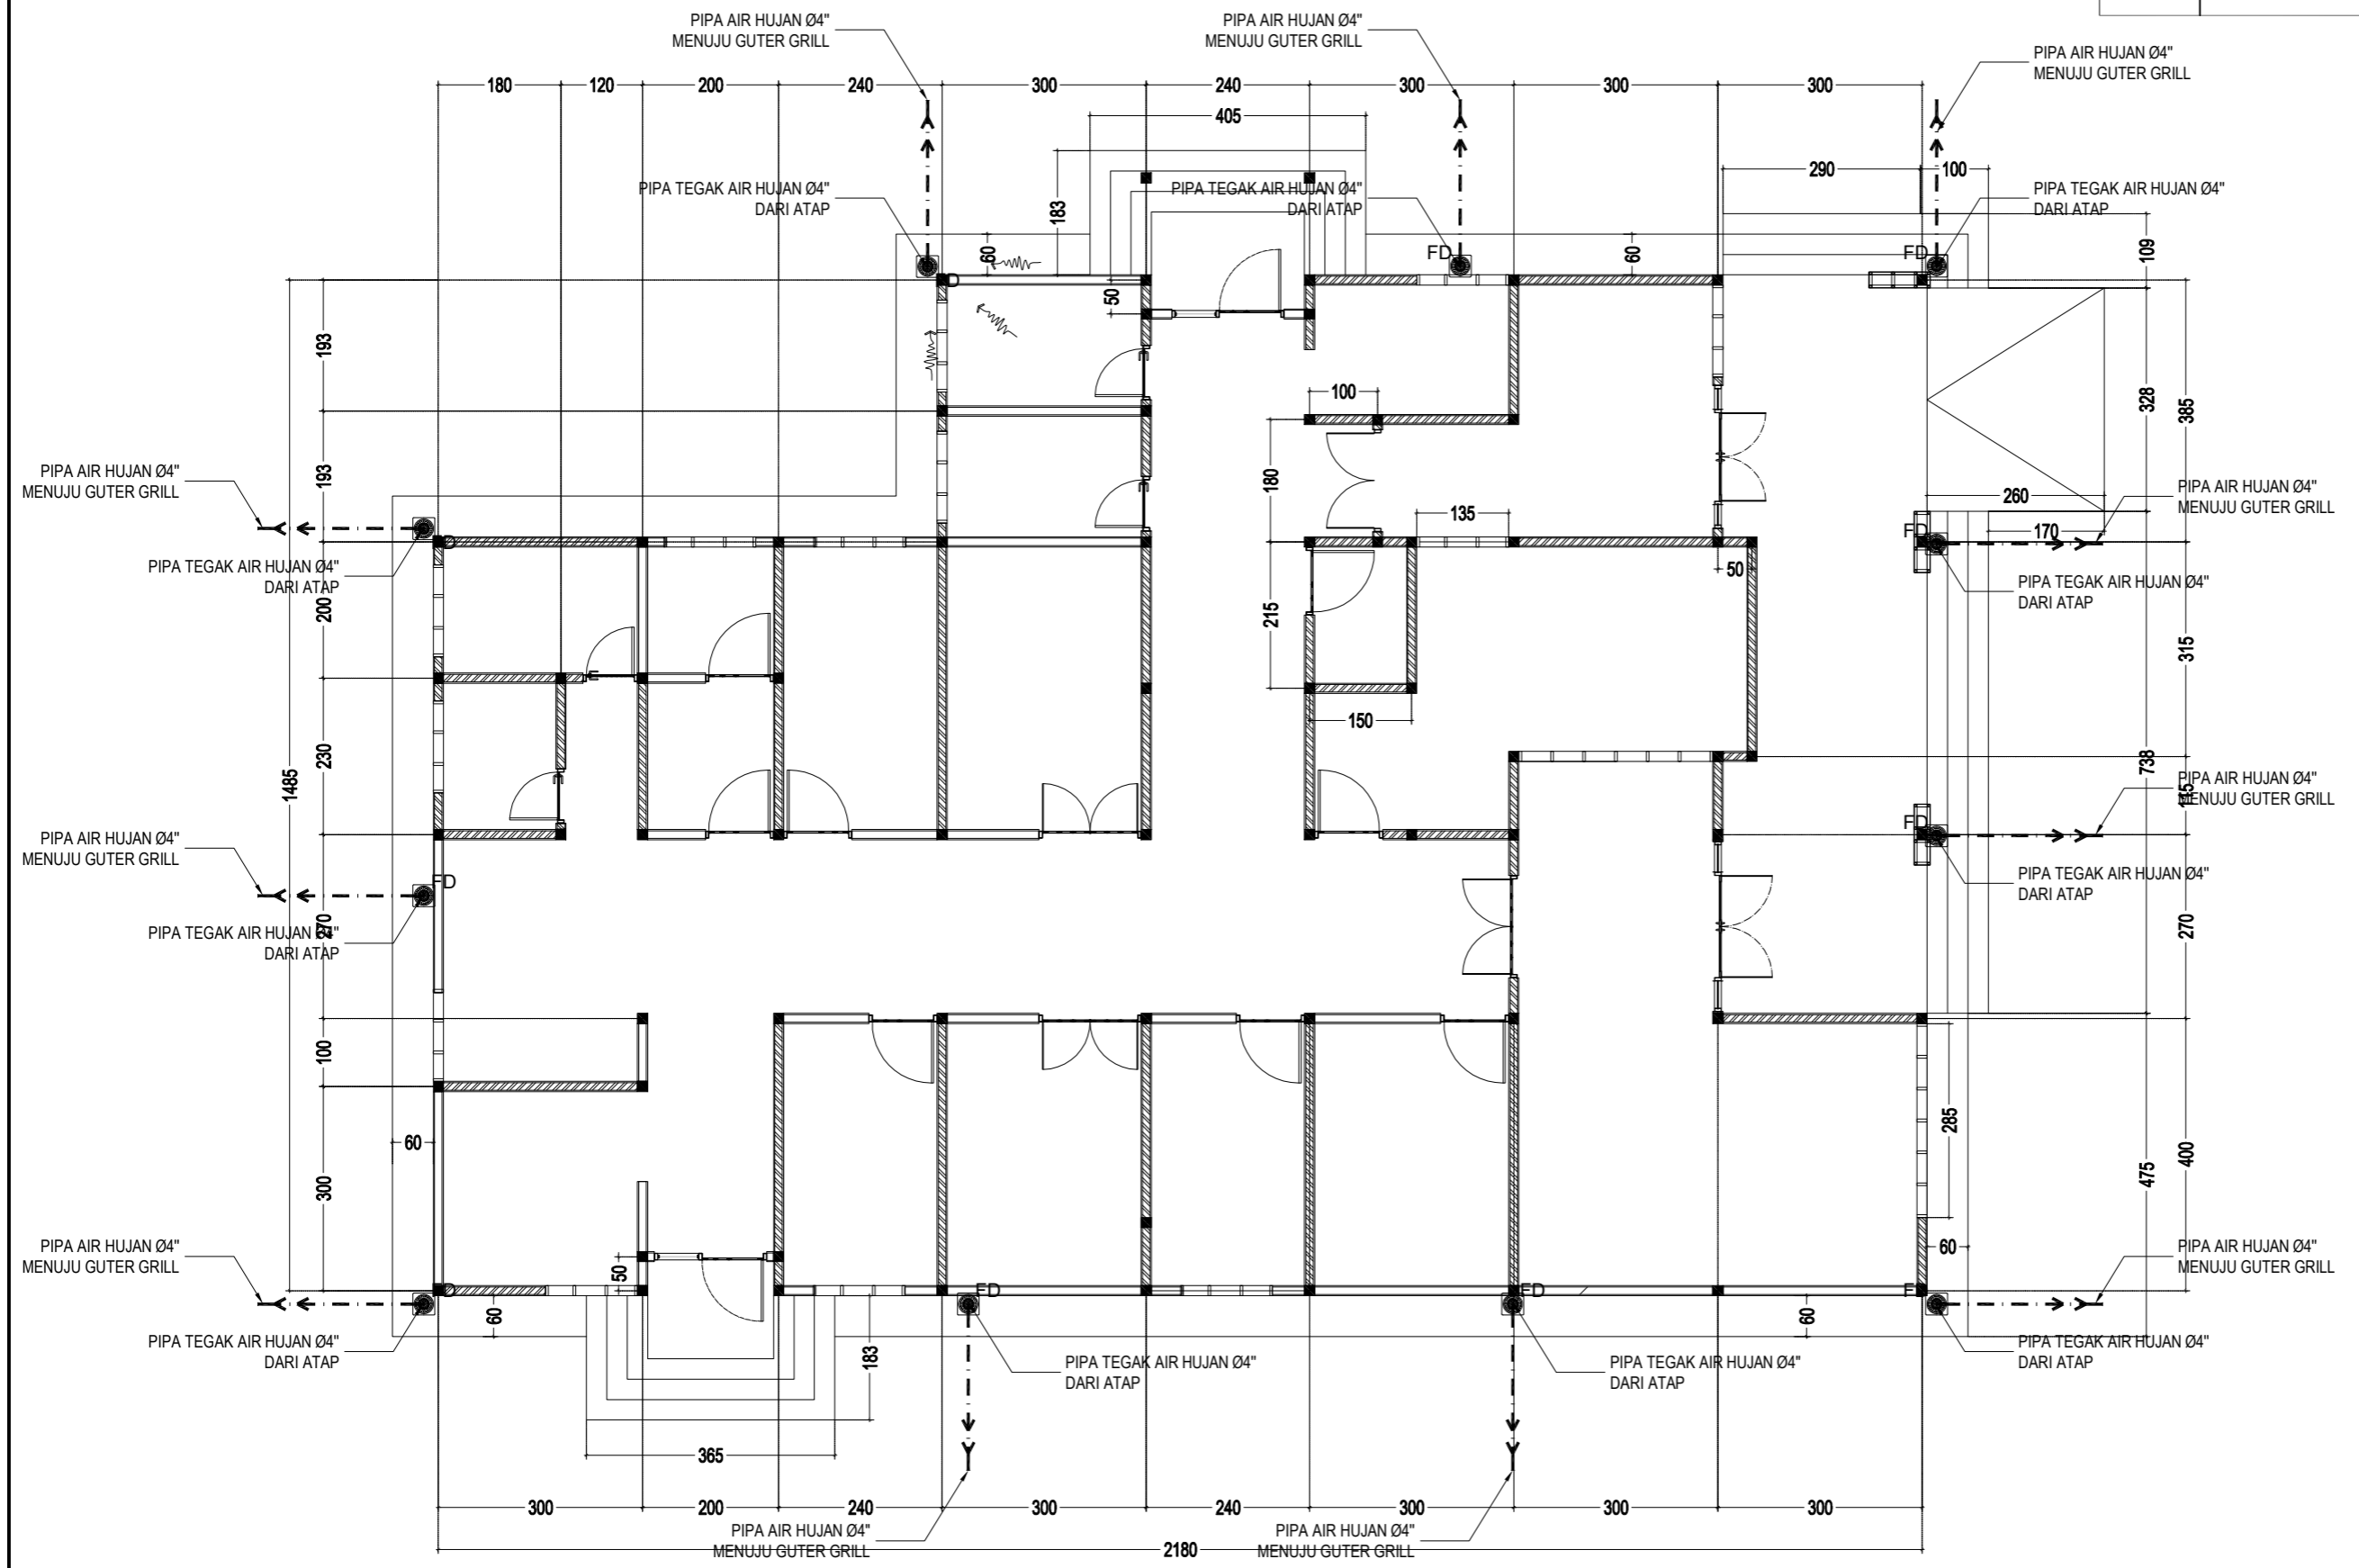 PIPA AIR HUJAN Ø4"
MENUJU GUTER GRILL
PIPA AIR HUJAN Ø4"
MENUJU GUTER GRILL
PIPA AIR HUJAN Ø4"
MENUJU GUTER GRILL
180 120 200 240 300 240 300 300 300
405
290 100
PIPA TEGAK AIR HUJAN Ø4"
DARI ATAP
183
PIPA TEGAK AIR HUJAN Ø4"
DARI ATAP
PIPA TEGAK AIR HUJAN Ø4"
DARI ATAP
60
FD
60
FD
109
50
193
100
328
385
PIPA AIR HUJAN Ø4"
MENUJU GUTER GRILL
193
180
135
260
PIPA AIR HUJAN Ø4"
MENUJU GUTER GRILL
170
FD
PIPA TEGAK AIR HUJAN Ø4"
DARI ATAP
50
PIPA TEGAK AIR HUJAN Ø4"
DARI ATAP
200
215
315
150
230
1485
738
115
PIPA AIR HUJAN Ø4"
MENUJU GUTER GRILL
FD
PIPA AIR HUJAN Ø4"
MENUJU GUTER GRILL
FD
PIPA TEGAK AIR HUJAN Ø4"
DARI ATAP
270
PIPA TEGAK AIR HUJAN Ø4"
DARI ATAP
270
100
285
60
400
475
300
PIPA AIR HUJAN Ø4"
MENUJU GUTER GRILL
60
PIPA AIR HUJAN Ø4"
MENUJU GUTER GRILL
50
FD
FD
60
60
PIPA TEGAK AIR HUJAN Ø4"
DARI ATAP
183
PIPA TEGAK AIR HUJAN Ø4"
DARI ATAP
PIPA TEGAK AIR HUJAN Ø4"
DARI ATAP
PIPA TEGAK AIR HUJAN Ø4"
DARI ATAP
365
300 200 240 300 240 300 300 300
PIPA AIR HUJAN Ø4"
MENUJU GUTER GRILL
2180
PIPA AIR HUJAN Ø4"
MENUJU GUTER GRILL